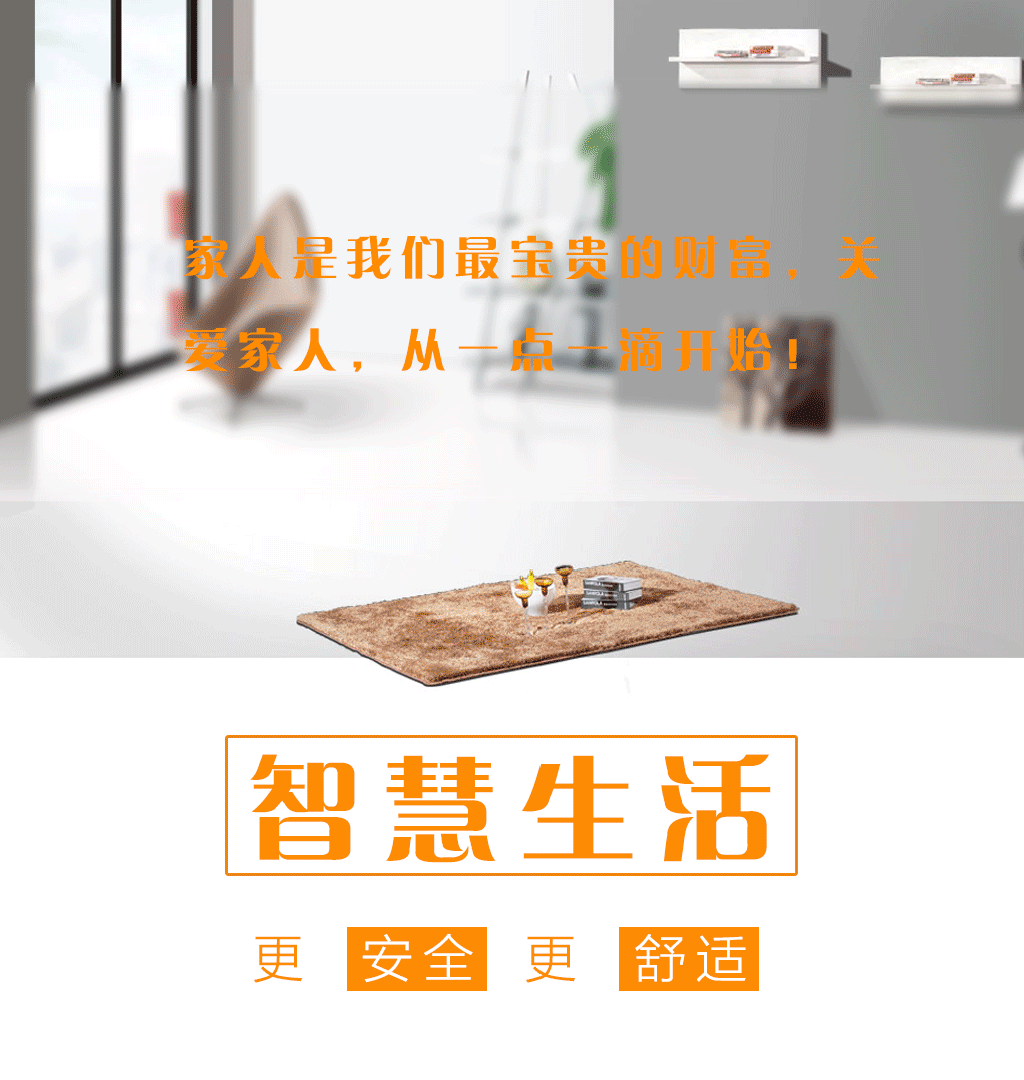 家人是我们最宝贵的财富，关
爱家人，从一点一滴开始！
智慧生活
更 安全 更 舒适